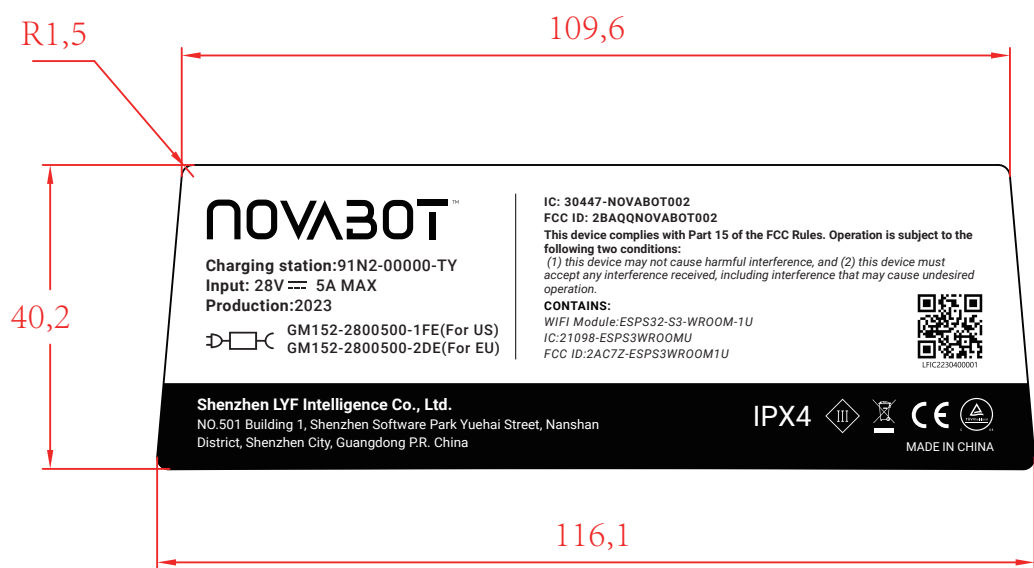 R1,5
109,6
40,2
NOVABOT™
Charging station:91N2-00000-TY
Input: 28V 5A MAX
Production:2023
GM152-2800500-1FE(For US)
GM152-2800500-2DE(For EU)
IC: 30447-NOVABOT002
FCC ID: 2BAQQNOVABOT002
This device complies with Part 15 of the FCC Rules. Operation is subject to the
following two conditions:
(1) this device may not cause harmful interference, and (2) this device must
accept any interference received, including interference that may cause undesired
operation.
CONTAINS:
WIFI Module:ESPS32-S3-WROOM-1U
IC:21098-ESPS3WROOMU
FCC ID:2AC7Z-ESPS3WROOM1U
LFIC2230400001
Shenzhen LYF Intelligence Co., Ltd.
NO.501 Building 1, Shenzhen Software Park Yuehai Street, Nanshan
District, Shenzhen City, Guangdong P.R. China
IPX4 III CE
MADE IN CHINA
116,1